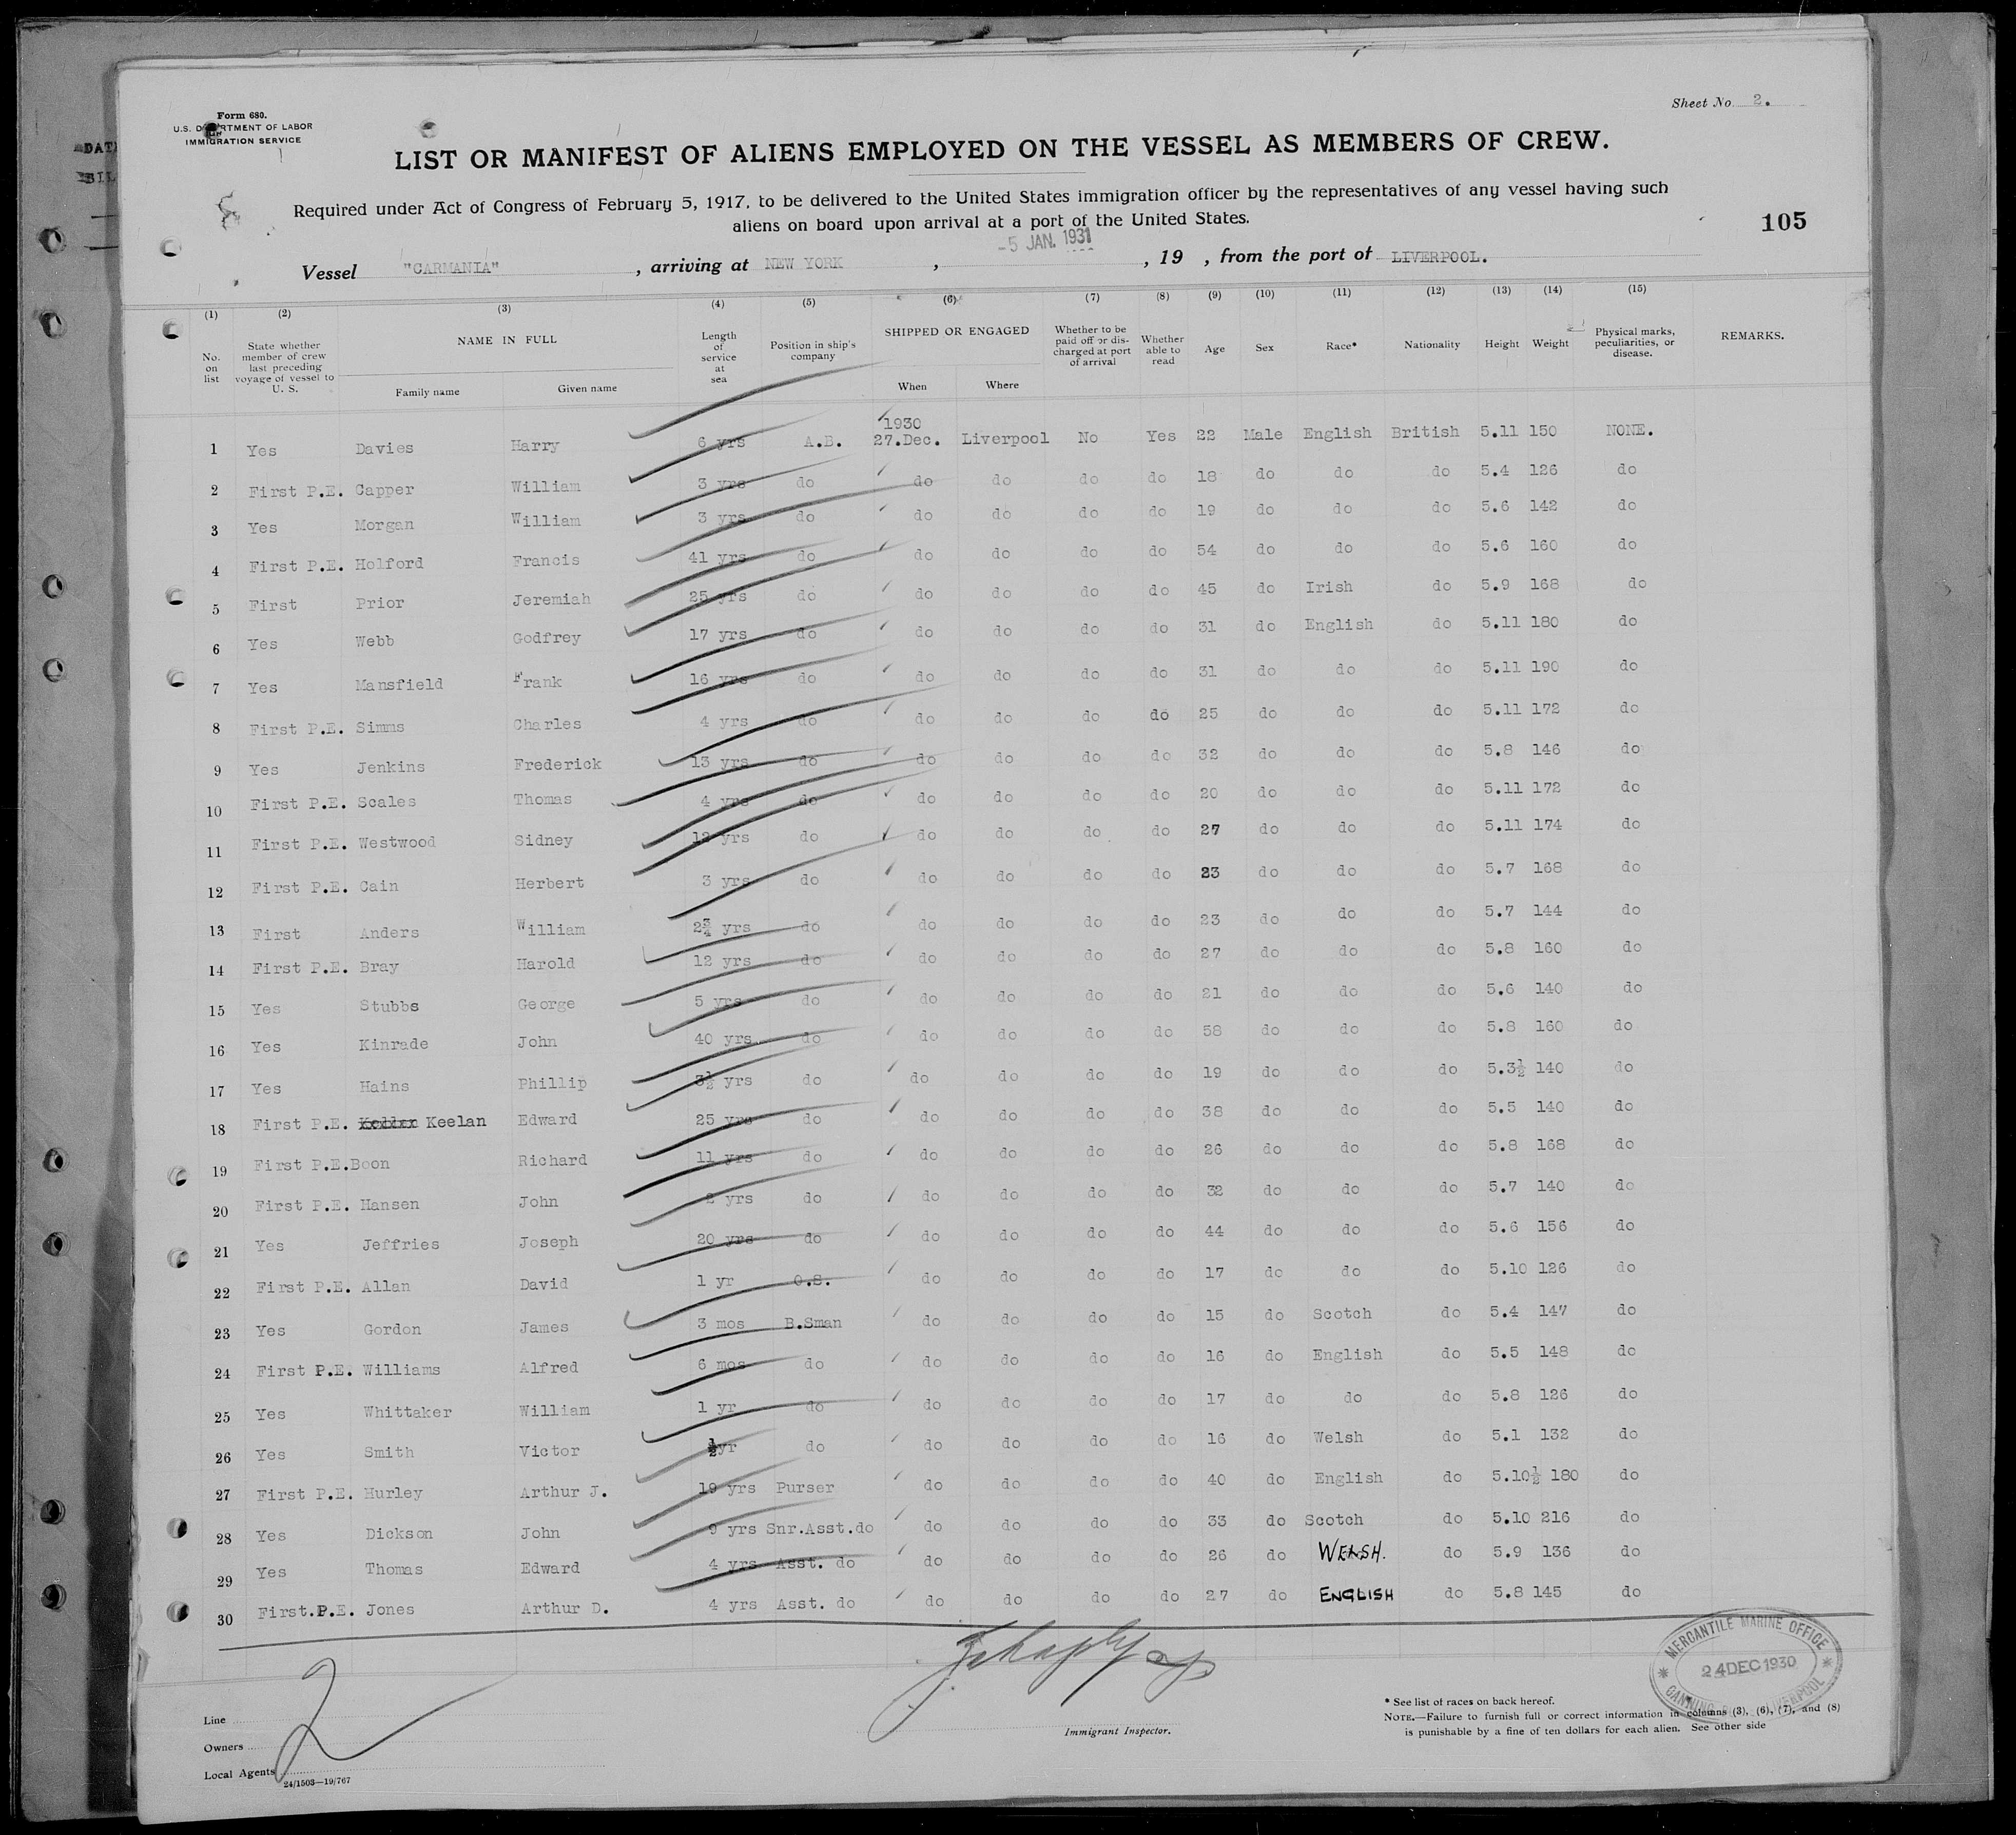 Form 680.
U.S. DEPARTMENT OF LABOR
IMMIGRATION SERVICE
Sheet No. 2.
LIST OR MANIFEST OF ALIENS EMPLOYED ON THE VESSEL AS MEMBERS OF CREW.
Required under Act of Congress of February 5, 1917, to be delivered to the United States immigration officer by the representatives of any vessel having such
aliens on board upon arrival at a port of the United States.
105
Vessel "CARMANIA", arriving at NEW YORK, -5 JAN. 1931, 19 , from the port of LIVERPOOL.
(1) (2) (3) (4) (5) (6) (7) (8) (9) (10) (11) (12) (13) (14) (15)
No. on list State whether member of crew last preceding voyage of vessel to U. S. NAME IN FULL Family name Given name Length of service at sea Position in ship's company SHIPPED OR ENGAGED When Where Whether to be paid off or discharged at port of arrival Whether able to read Age Sex Race* Nationality Height Weight Physical marks, peculiarities, or disease. REMARKS.
1 Yes Davies Harry 6 yrs A.B. 1930 27.Dec. Liverpool No Yes 22 Male English British 5.11 150 NONE.
2 First P.E. Capper William 3 yrs do do do do do 18 do do do 5.4 126 do
3 Yes Morgan William 3 yrs do do do do do 19 do do do 5.6 142 do
4 First P.E. Holford Francis 41 yrs do do do do do 54 do do do 5.6 160 do
5 First Prior Jeremiah 25 yrs do do do do do 45 do Irish do 5.9 168 do
6 Yes Webb Godfrey 17 yrs do do do do do 31 do English do 5.11 180 do
7 Yes Mansfield Frank 16 yrs do do do do do 31 do do do 5.11 190 do
8 First P.E. Simms Charles 4 yrs do do do do do 25 do do do 5.11 172 do
9 Yes Jenkins Frederick 13 yrs do do do do do 32 do do do 5.8 146 do
10 First P.E. Scales Thomas 4 yrs do do do do do 20 do do do 5.11 172 do
11 First P.E. Westwood Sidney 12 yrs do do do do do 27 do do do 5.11 174 do
12 First P.E. Cain Herbert 3 yrs do do do do do 23 do do do 5.7 168 do
13 First Anders William 2¾ yrs do do do do do 23 do do do 5.7 144 do
14 First P.E. Bray Harold 12 yrs do do do do do 27 do do do 5.8 160 do
15 Yes Stubbs George 5 yrs do do do do do 21 do do do 5.6 140 do
16 Yes Kinrade John 40 yrs do do do do do 58 do do do 5.8 160 do
17 Yes Hains Phillip 3½ yrs do do do do do 19 do do do 5.3½ 140 do
18 First P.E. Keelan Edward 25 yrs do do do do do 38 do do do 5.5 140 do
19 First P.E. Boon Richard 11 yrs do do do do do 26 do do do 5.8 168 do
20 First P.E. Hansen John 2 yrs do do do do do 32 do do do 5.7 140 do
21 Yes Jeffries Joseph 20 yrs do do do do do 44 do do do 5.6 156 do
22 First P.E. Allan David 1 yr O.S. do do do do 17 do do do 5.10 126 do
23 Yes Gordon James 3 mos B.Sman do do do do 15 do Scotch do 5.4 147 do
24 First P.E. Williams Alfred 6 mos do do do do do 16 do English do 5.5 148 do
25 Yes Whittaker William 1 yr do do do do do 17 do do do 5.8 126 do
26 Yes Smith Victor ½yr do do do do do 16 do Welsh do 5.1 132 do
27 First P.E. Hurley Arthur J. 19 yrs Purser do do do do 40 do English do 5.10½ 180 do
28 Yes Dickson John 9 yrs Snr.Asst.do do do do do 33 do Scotch do 5.10 216 do
29 Yes Thomas Edward 4 yrs Asst. do do do do do 26 do WELSH. do 5.9 136 do
30 First.P.E. Jones Arthur D. 4 yrs Asst. do do do do do 27 do ENGLISH do 5.8 145 do
MERCANTILE MARINE OFFICE
24 DEC 1930
CANNING LIVERPOOL
2
Line
Owners
Local Agents
24/1503—19/767
Immigrant Inspector.
* See list of races on back hereof.
NOTE.—Failure to furnish full or correct information in columns (3), (6), (7), and (8)
is punishable by a fine of ten dollars for each alien. See other side